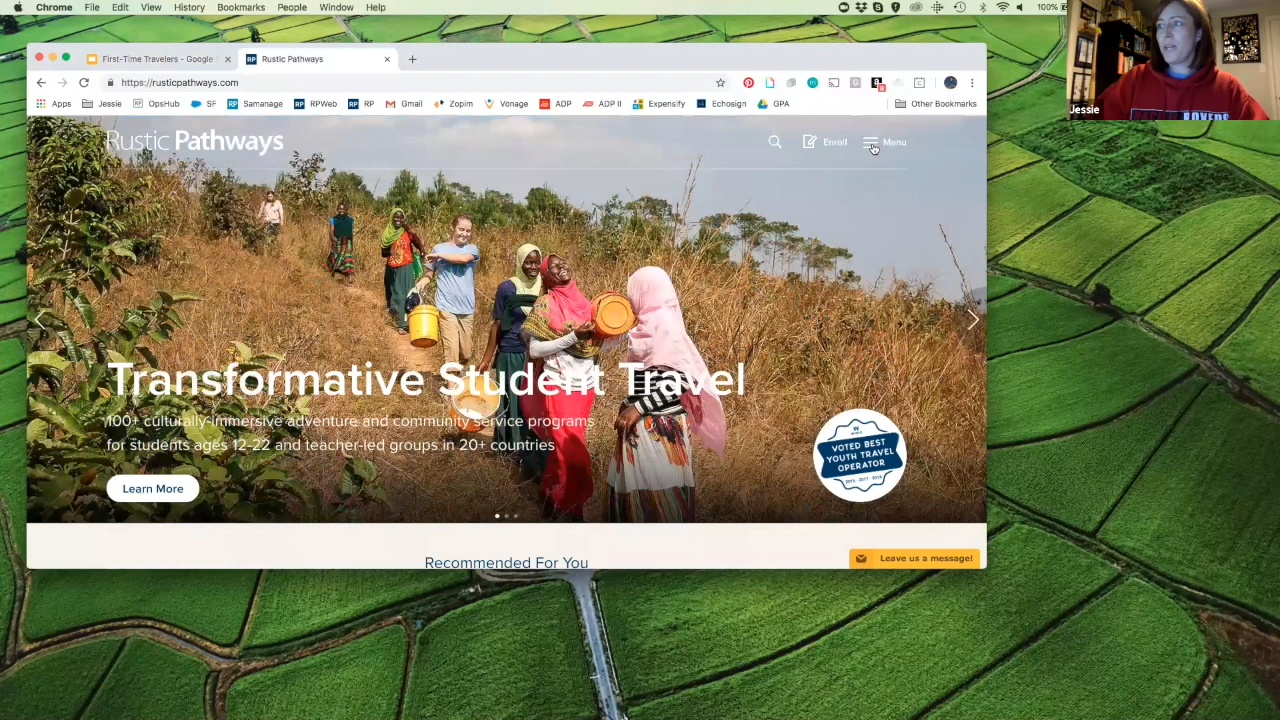 Chrome File Edit View History Bookmarks People Window Help
100%
First-Time Travelers - Google
Rustic Pathways
https://rusticpathways.com
Apps Jessie OpsHub SF Samanage RPWeb RP Gmail Zopim Vonage ADP ADP II Expensify Echosign GPA Other Bookmarks
Jessie
Rustic Pathways
Enroll
Menu
Transformative Student Travel
100+ culturally-immersive adventure and community service programs
for students ages 12-22 and teacher-led groups in 20+ countries
Learn More
VOTED BEST
YOUTH TRAVEL
OPERATOR
Recommended For You
Leave us a message!